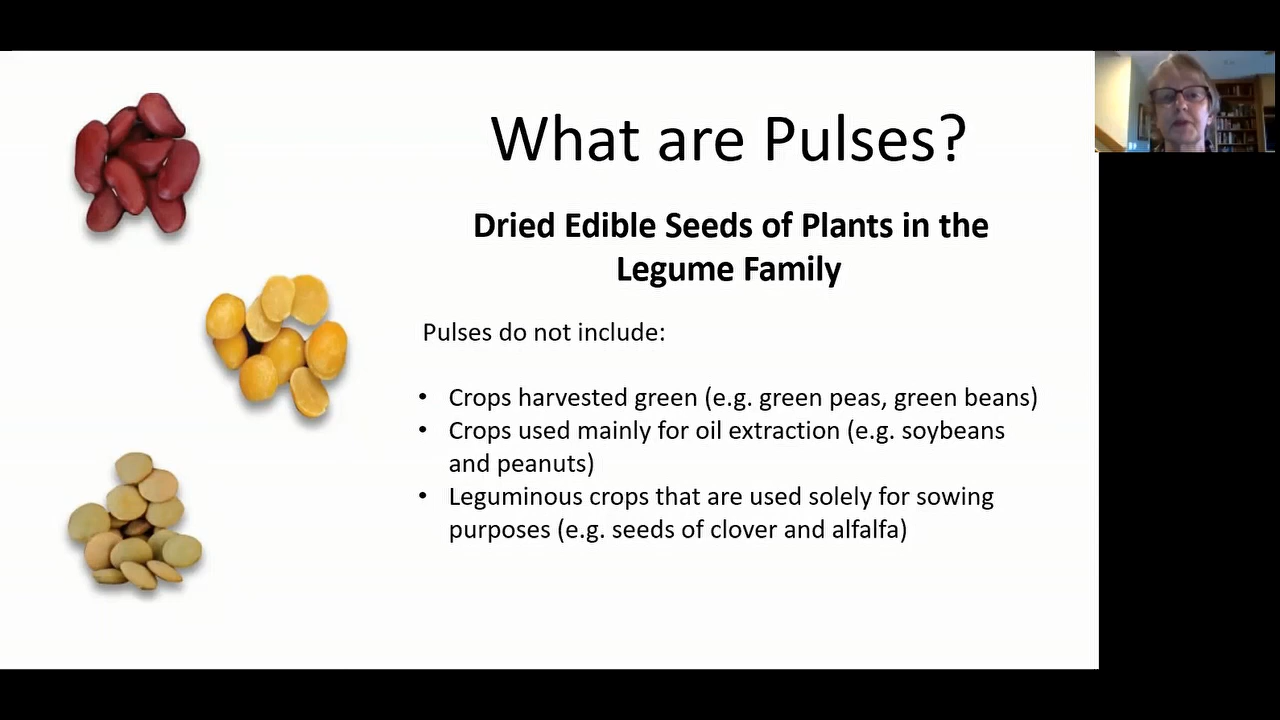 What are Pulses?
Dried Edible Seeds of Plants in the
Legume Family
Pulses do not include:
• Crops harvested green (e.g. green peas, green beans)
• Crops used mainly for oil extraction (e.g. soybeans
and peanuts)
• Leguminous crops that are used solely for sowing
purposes (e.g. seeds of clover and alfalfa)